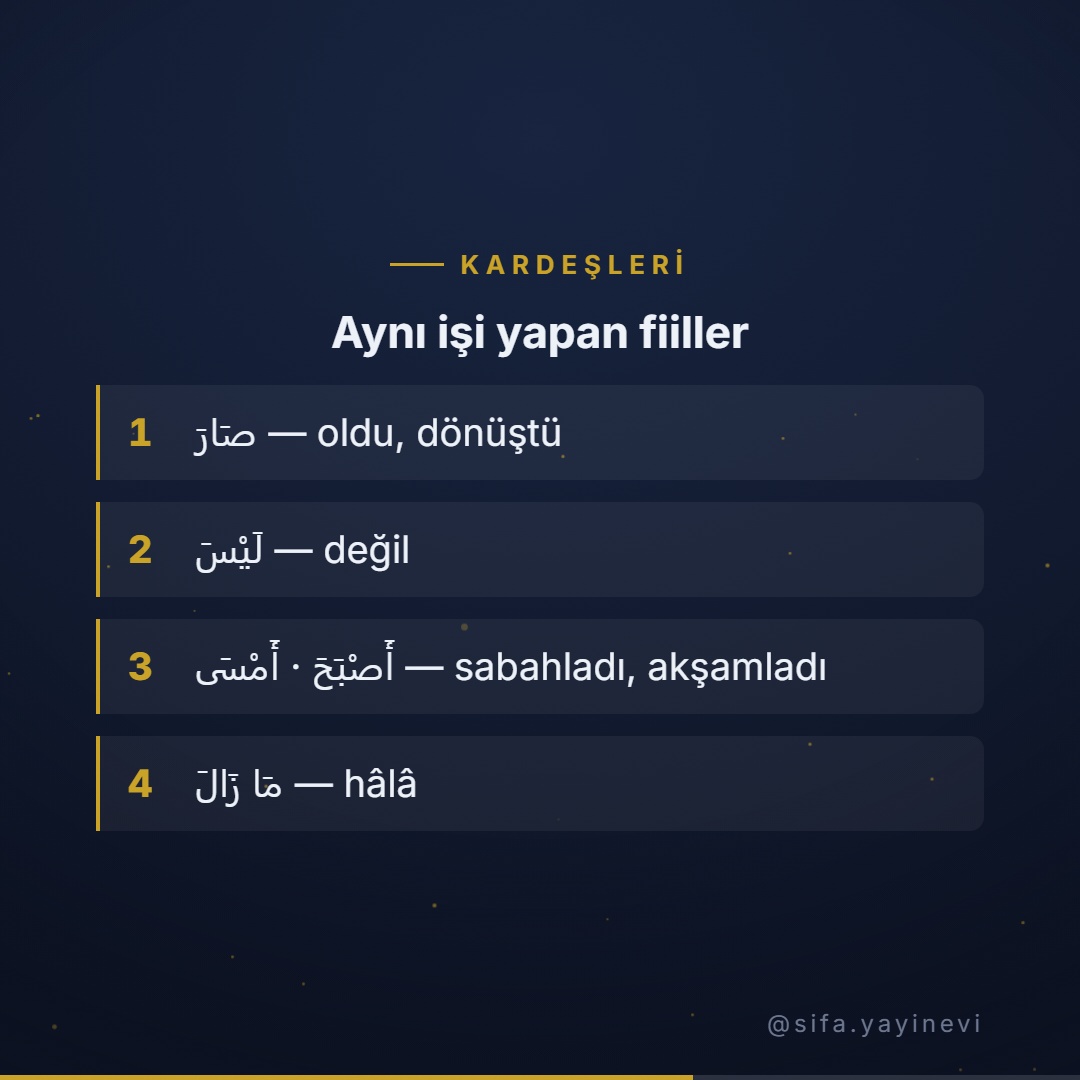 KARDEŞLERİ
Aynı işi yapan fiiller
1 صَارَ — oldu, dönüştü
2 لَيْسَ — değil
3 أَصْبَحَ · أَمْسَى — sabahladı, akşamladı
4 مَا زَالَ — hâlâ
@sifa.yayinevi